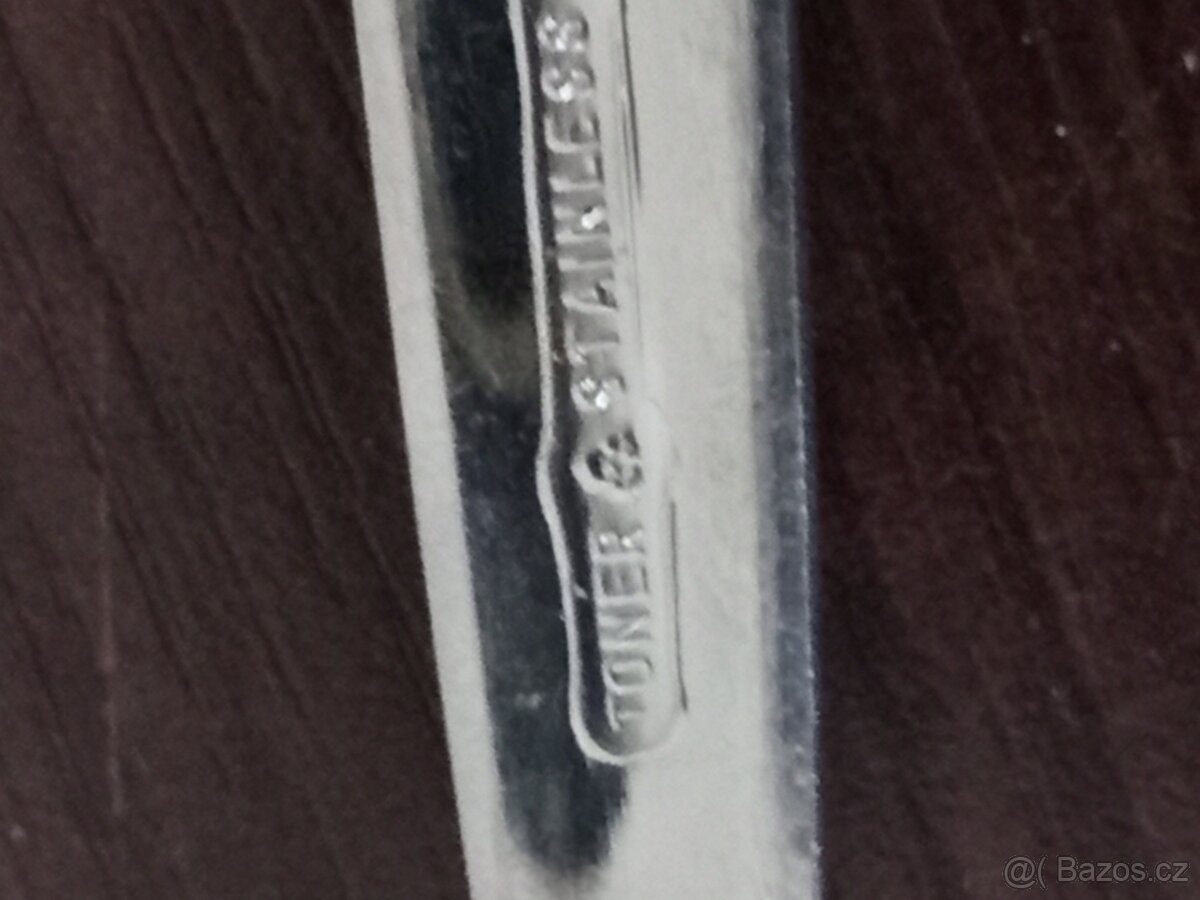 TONER STAINLESS
@( Bazos.cz